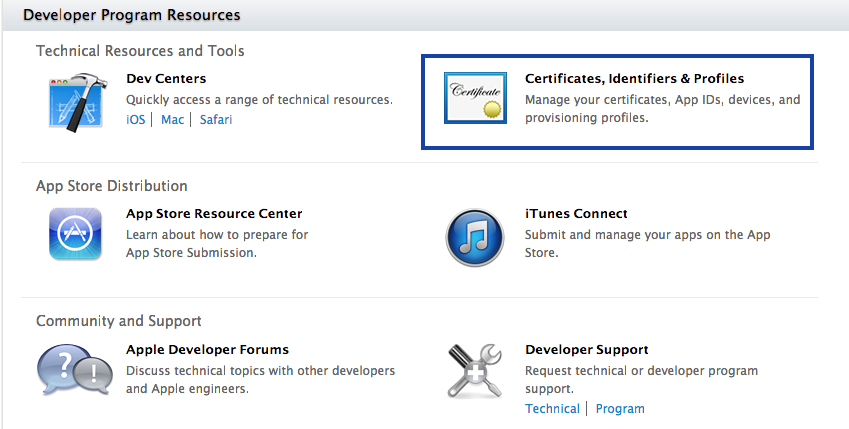 Developer Program Resources
Technical Resources and Tools
Dev Centers
Quickly access a range of technical resources.
iOS | Mac | Safari
Certificate
Certificates, Identifiers & Profiles
Manage your certificates, App IDs, devices, and
provisioning profiles.
App Store Distribution
App Store Resource Center
Learn about how to prepare for
App Store Submission.
iTunes Connect
Submit and manage your apps on the App
Store.
Community and Support
?
!
Apple Developer Forums
Discuss technical topics with other developers
and Apple engineers.
Developer Support
Request technical or developer program
support.
Technical | Program